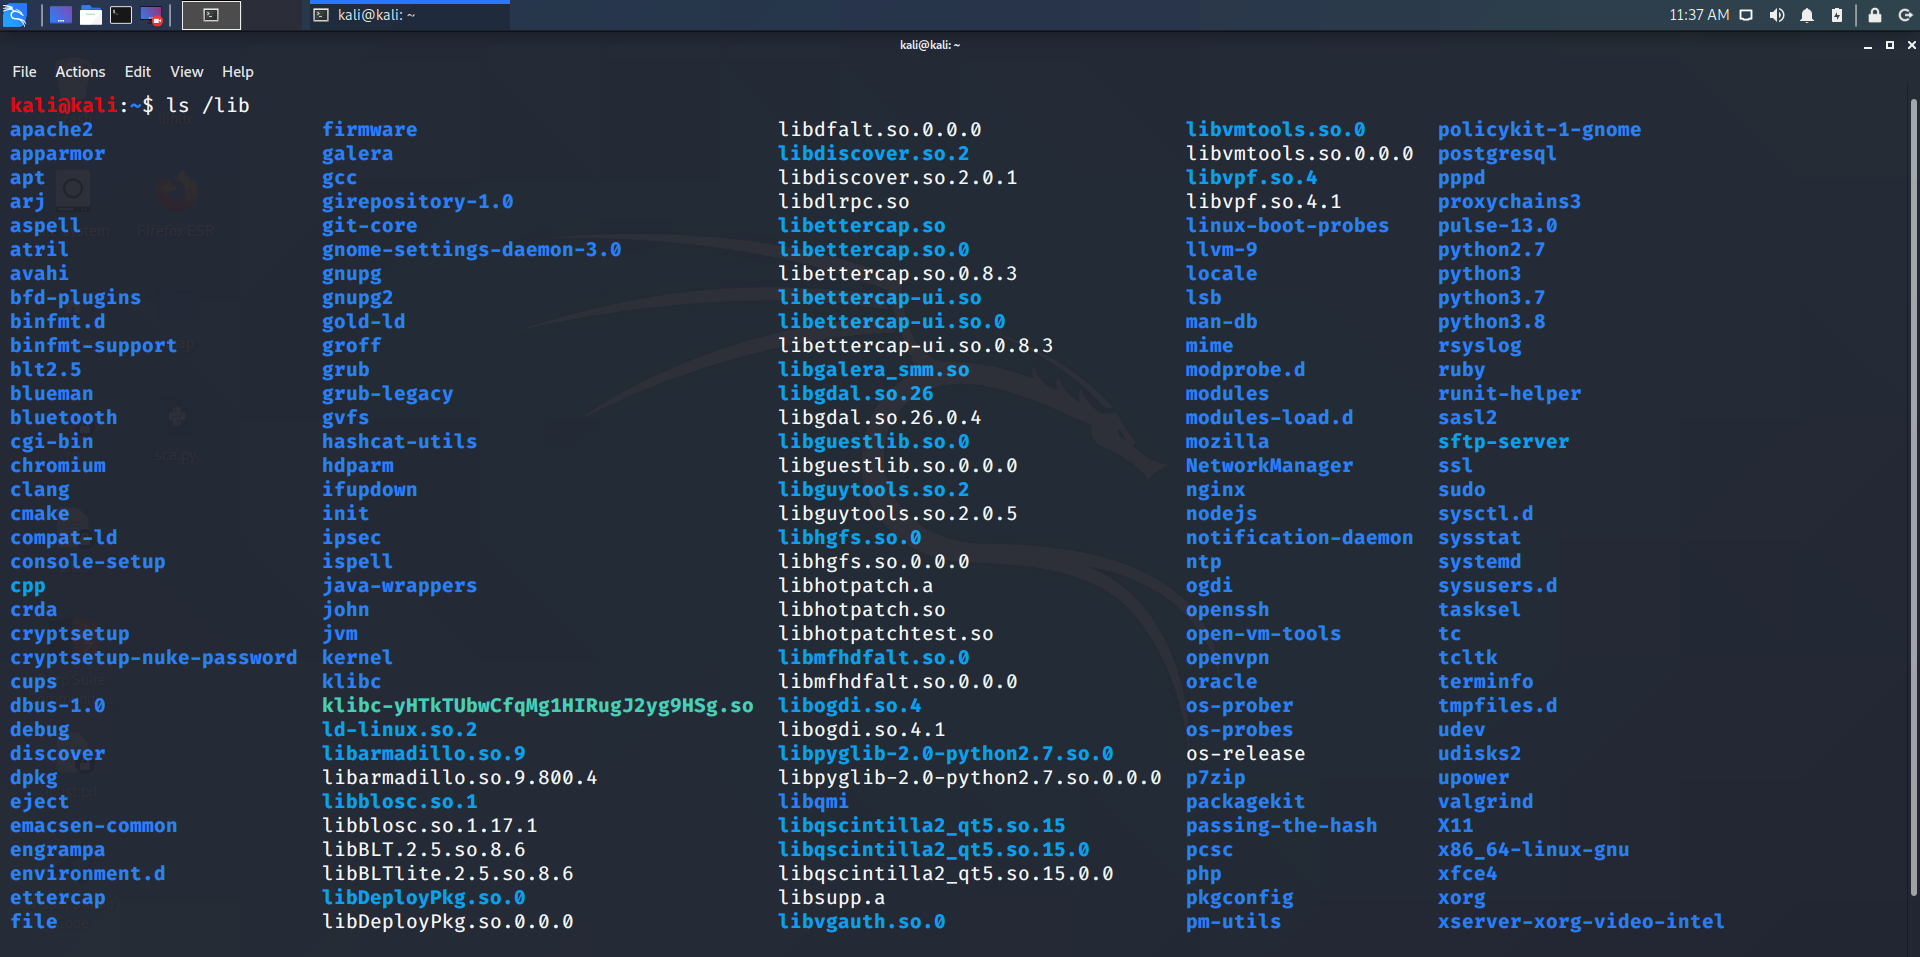 kali@kali: ~ 11:37 AM
kali@kali: ~
File Actions Edit View Help
kali@kali:~$ ls /lib
apache2 firmware libdfalt.so.0.0.0 libvmtools.so.0 policykit-1-gnome
apparmor galera libdiscover.so.2 libvmtools.so.0.0.0 postgresql
apt gcc libdiscover.so.2.0.1 libvpf.so.4 pppd
arj girepository-1.0 libdlrpc.so libvpf.so.4.1 proxychains3
aspell git-core libettercap.so linux-boot-probes pulse-13.0
atril gnome-settings-daemon-3.0 libettercap.so.0 llvm-9 python2.7
avahi gnupg libettercap.so.0.8.3 locale python3
bfd-plugins gnupg2 libettercap-ui.so lsb python3.7
binfmt.d gold-ld libettercap-ui.so.0 man-db python3.8
binfmt-support groff libettercap-ui.so.0.8.3 mime rsyslog
blt2.5 grub libgalera_smm.so modprobe.d ruby
blueman grub-legacy libgdal.so.26 modules runit-helper
bluetooth gvfs libgdal.so.26.0.4 modules-load.d sasl2
cgi-bin hashcat-utils libguestlib.so.0 mozilla sftp-server
chromium hdparm libguestlib.so.0.0.0 NetworkManager ssl
clang ifupdown libguytools.so.2 nginx sudo
cmake init libguytools.so.2.0.5 nodejs sysctl.d
compat-ld ipsec libhgfs.so.0 notification-daemon sysstat
console-setup ispell libhgfs.so.0.0.0 ntp systemd
cpp java-wrappers libhotpatch.a ogdi sysusers.d
crda john libhotpatch.so openssh tasksel
cryptsetup jvm libhotpatchtest.so open-vm-tools tc
cryptsetup-nuke-password kernel libmfhdfalt.so.0 openvpn tcltk
cups klibc libmfhdfalt.so.0.0.0 oracle terminfo
dbus-1.0 klibc-yHTkTUbwCfqMg1HIRugJ2yg9HSg.so libogdi.so.4 os-prober tmpfiles.d
debug ld-linux.so.2 libogdi.so.4.1 os-probes udev
discover libarmadillo.so.9 libpyglib-2.0-python2.7.so.0 os-release udisks2
dpkg libarmadillo.so.9.800.4 libpyglib-2.0-python2.7.so.0.0.0 p7zip upower
eject libblosc.so.1 libqmi packagekit valgrind
emacsen-common libblosc.so.1.17.1 libqscintilla2_qt5.so.15 passing-the-hash X11
engrampa libBLT.2.5.so.8.6 libqscintilla2_qt5.so.15.0 pcsc x86_64-linux-gnu
environment.d libBLTlite.2.5.so.8.6 libqscintilla2_qt5.so.15.0.0 php xfce4
ettercap libDeployPkg.so.0 libsupp.a pkgconfig xorg
file libDeployPkg.so.0.0.0 libvgauth.so.0 pm-utils xserver-xorg-video-intel